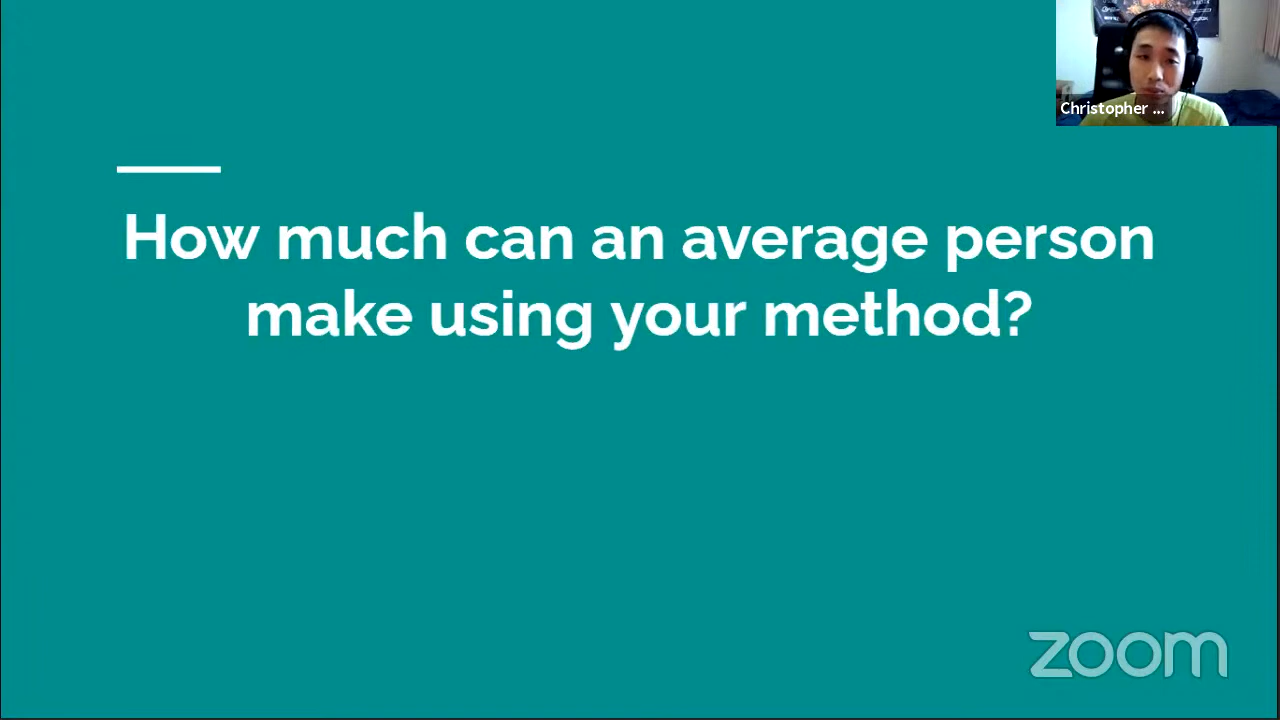 Christopher ...
How much can an average person
make using your method?
zoom